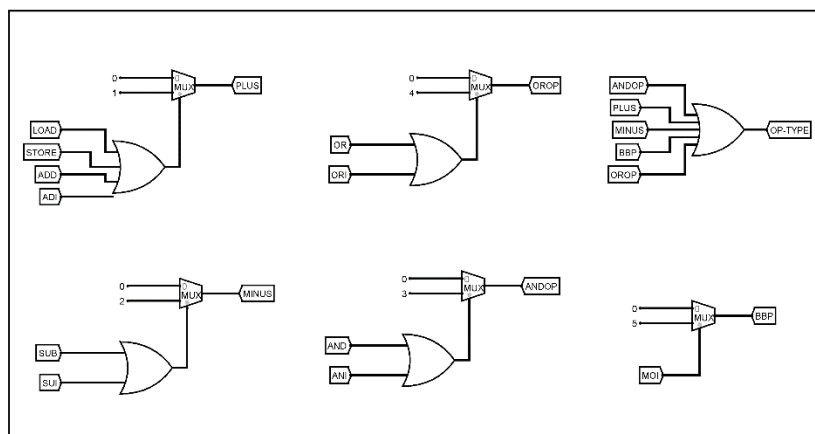 0
1
MUX
PLUS
LOAD
STORE
ADD
ADI
0
4
MUX
OROP
OR
ORI
ANDOP
PLUS
MINUS
BBP
OROP
OP-TYPE
0
2
MUX
MINUS
SUB
SUI
0
3
MUX
ANDOP
AND
ANI
0
5
MUX
BBP
MOI